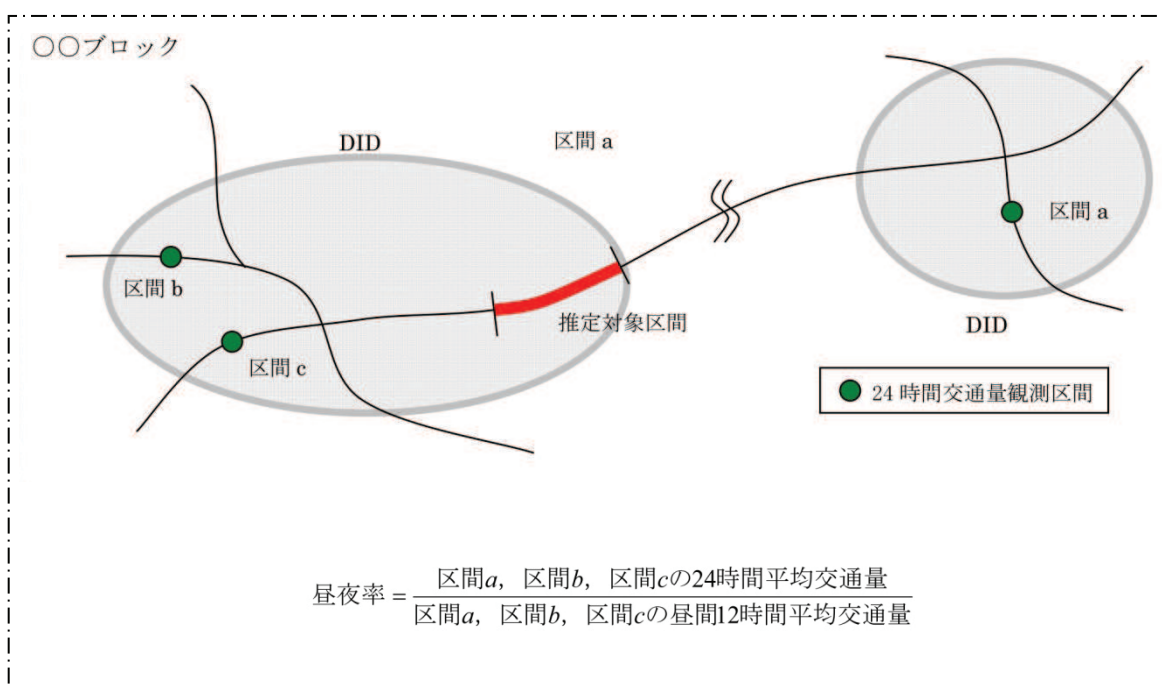 ○○ブロック
DID
区間 a
区間 a
区間 b
区間 c
推定対象区間
DID
24 時間交通量観測区間
昼夜率 = 区間a，区間b，区間cの24時間平均交通量
区間a，区間b，区間cの昼間12時間平均交通量